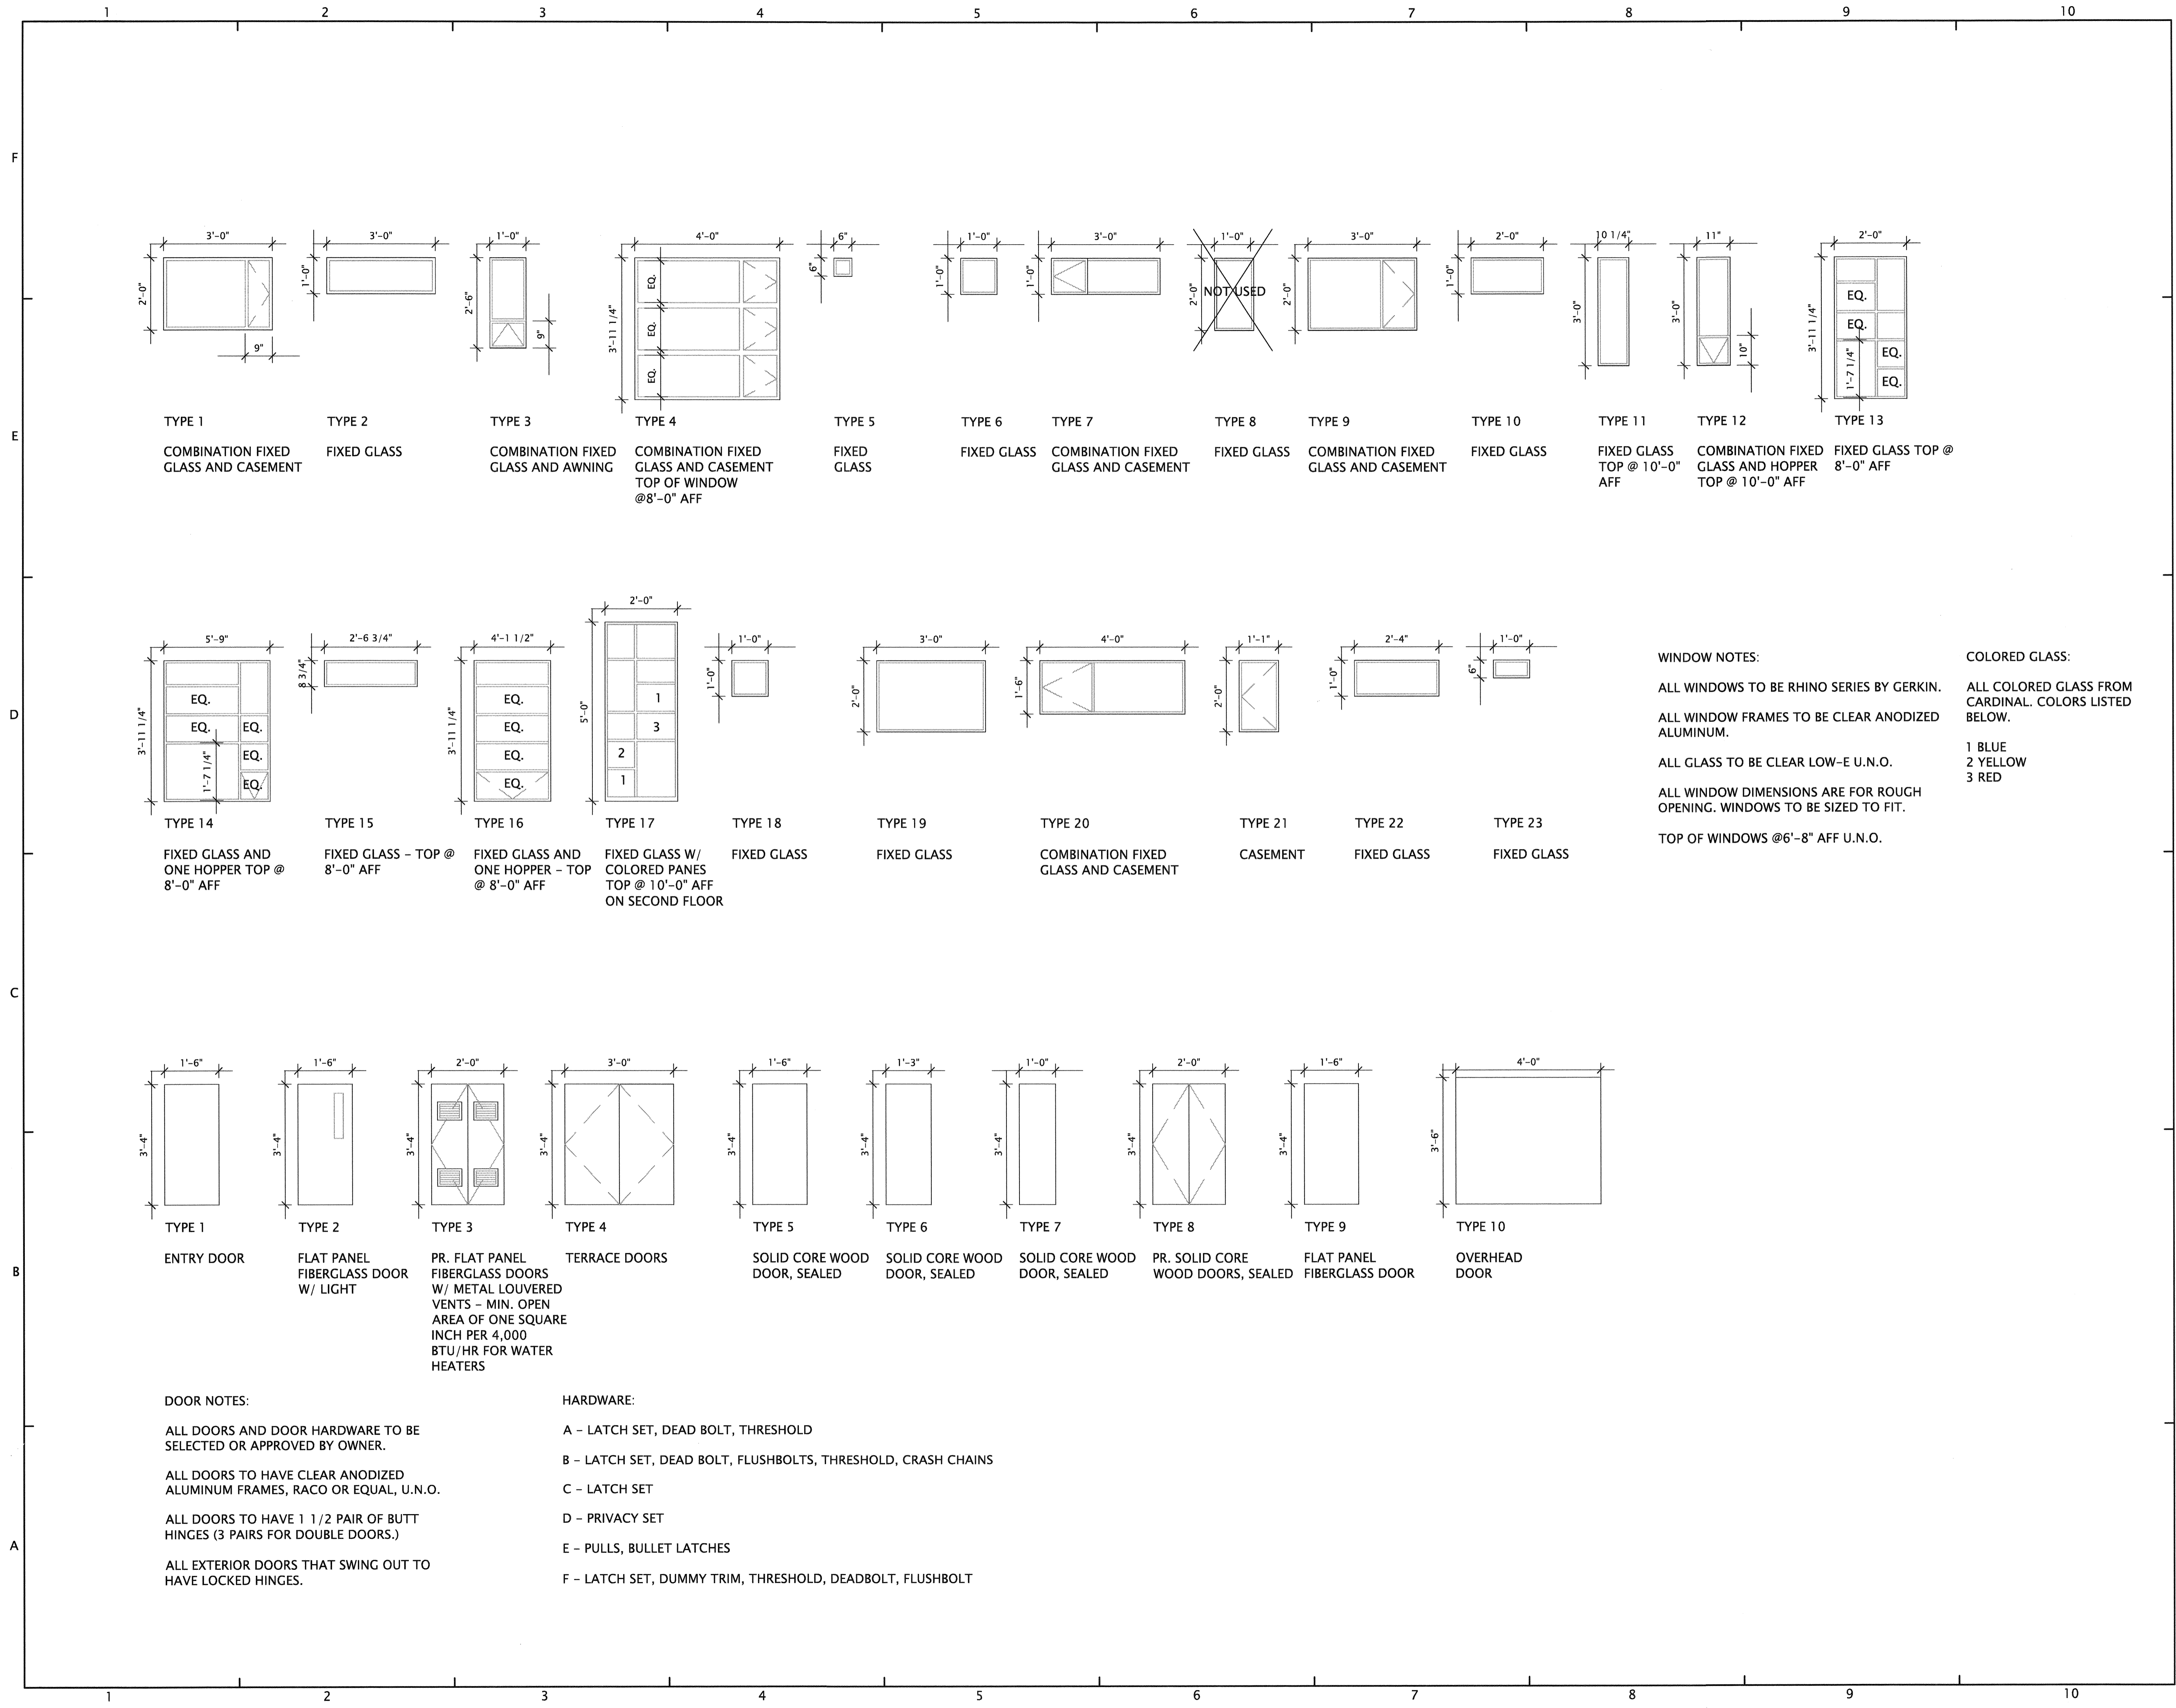 1 2 3 4 5 6 7 8 9 10
F
3'-0" 3'-0" 1'-0" 4'-0" 6" 1'-0" 3'-0" 1'-0" 3'-0" 2'-0" 10 1/4" 11" 2'-0"
2'-0" 1'-0" 2'-6" 9" 3'-11 1/4" 6" 1'-0" 1'-0" 2'-0" 2'-0" 1'-0" 3'-0" 3'-0" 10" 3'-11 1/4" 1'-7 1/4"
9"
EQ.
EQ.
EQ.
NOT USED
EQ.
EQ.
EQ.
EQ.
TYPE 1
COMBINATION FIXED
GLASS AND CASEMENT
TYPE 2
FIXED GLASS
TYPE 3
COMBINATION FIXED
GLASS AND AWNING
TYPE 4
COMBINATION FIXED
GLASS AND CASEMENT
TOP OF WINDOW
@8'-0" AFF
TYPE 5
FIXED
GLASS
TYPE 6
FIXED GLASS
TYPE 7
COMBINATION FIXED
GLASS AND CASEMENT
TYPE 8
FIXED GLASS
TYPE 9
COMBINATION FIXED
GLASS AND CASEMENT
TYPE 10
FIXED GLASS
TYPE 11
FIXED GLASS
TOP @ 10'-0"
AFF
TYPE 12
COMBINATION FIXED
GLASS AND HOPPER
TOP @ 10'-0" AFF
TYPE 13
FIXED GLASS TOP @
8'-0" AFF
E
5'-9" 2'-6 3/4" 4'-1 1/2" 2'-0" 1'-0" 3'-0" 4'-0" 1'-1" 2'-4" 1'-0"
3'-11 1/4" 1'-7 1/4" 8 3/4" 3'-11 1/4" 5'-0" 1'-0" 2'-0" 1'-6" 2'-0" 1'-0" 6"
EQ.
EQ. EQ.
EQ.
EQ.
EQ.
EQ.
EQ.
EQ.
1
3
2
1
TYPE 14
FIXED GLASS AND
ONE HOPPER TOP @
8'-0" AFF
TYPE 15
FIXED GLASS - TOP @
8'-0" AFF
TYPE 16
FIXED GLASS AND
ONE HOPPER - TOP
@ 8'-0" AFF
TYPE 17
FIXED GLASS W/
COLORED PANES
TOP @ 10'-0" AFF
ON SECOND FLOOR
TYPE 18
FIXED GLASS
TYPE 19
FIXED GLASS
TYPE 20
COMBINATION FIXED
GLASS AND CASEMENT
TYPE 21
CASEMENT
TYPE 22
FIXED GLASS
TYPE 23
FIXED GLASS
WINDOW NOTES:
ALL WINDOWS TO BE RHINO SERIES BY GERKIN.
ALL WINDOW FRAMES TO BE CLEAR ANODIZED
ALUMINUM.
ALL GLASS TO BE CLEAR LOW-E U.N.O.
ALL WINDOW DIMENSIONS ARE FOR ROUGH
OPENING. WINDOWS TO BE SIZED TO FIT.
TOP OF WINDOWS @6'-8" AFF U.N.O.
COLORED GLASS:
ALL COLORED GLASS FROM
CARDINAL. COLORS LISTED
BELOW.
1 BLUE
2 YELLOW
3 RED
D
C
1'-6" 1'-6" 2'-0" 3'-0" 1'-6" 1'-3" 1'-0" 2'-0" 1'-6" 4'-0"
3'-4" 3'-4" 3'-4" 3'-4" 3'-4" 3'-4" 3'-4" 3'-4" 3'-4" 3'-6"
TYPE 1
ENTRY DOOR
TYPE 2
FLAT PANEL
FIBERGLASS DOOR
W/ LIGHT
TYPE 3
PR. FLAT PANEL
FIBERGLASS DOORS
W/ METAL LOUVERED
VENTS - MIN. OPEN
AREA OF ONE SQUARE
INCH PER 4,000
BTU/HR FOR WATER
HEATERS
TYPE 4
TERRACE DOORS
TYPE 5
SOLID CORE WOOD
DOOR, SEALED
TYPE 6
SOLID CORE WOOD
DOOR, SEALED
TYPE 7
SOLID CORE WOOD
DOOR, SEALED
TYPE 8
PR. SOLID CORE
WOOD DOORS, SEALED
TYPE 9
FLAT PANEL
FIBERGLASS DOOR
TYPE 10
OVERHEAD
DOOR
B
DOOR NOTES:
ALL DOORS AND DOOR HARDWARE TO BE
SELECTED OR APPROVED BY OWNER.
ALL DOORS TO HAVE CLEAR ANODIZED
ALUMINUM FRAMES, RACO OR EQUAL, U.N.O.
ALL DOORS TO HAVE 1 1/2 PAIR OF BUTT
HINGES (3 PAIRS FOR DOUBLE DOORS.)
ALL EXTERIOR DOORS THAT SWING OUT TO
HAVE LOCKED HINGES.
HARDWARE:
A - LATCH SET, DEAD BOLT, THRESHOLD
B - LATCH SET, DEAD BOLT, FLUSHBOLTS, THRESHOLD, CRASH CHAINS
C - LATCH SET
D - PRIVACY SET
E - PULLS, BULLET LATCHES
F - LATCH SET, DUMMY TRIM, THRESHOLD, DEADBOLT, FLUSHBOLT
A
1 2 3 4 5 6 7 8 9 10